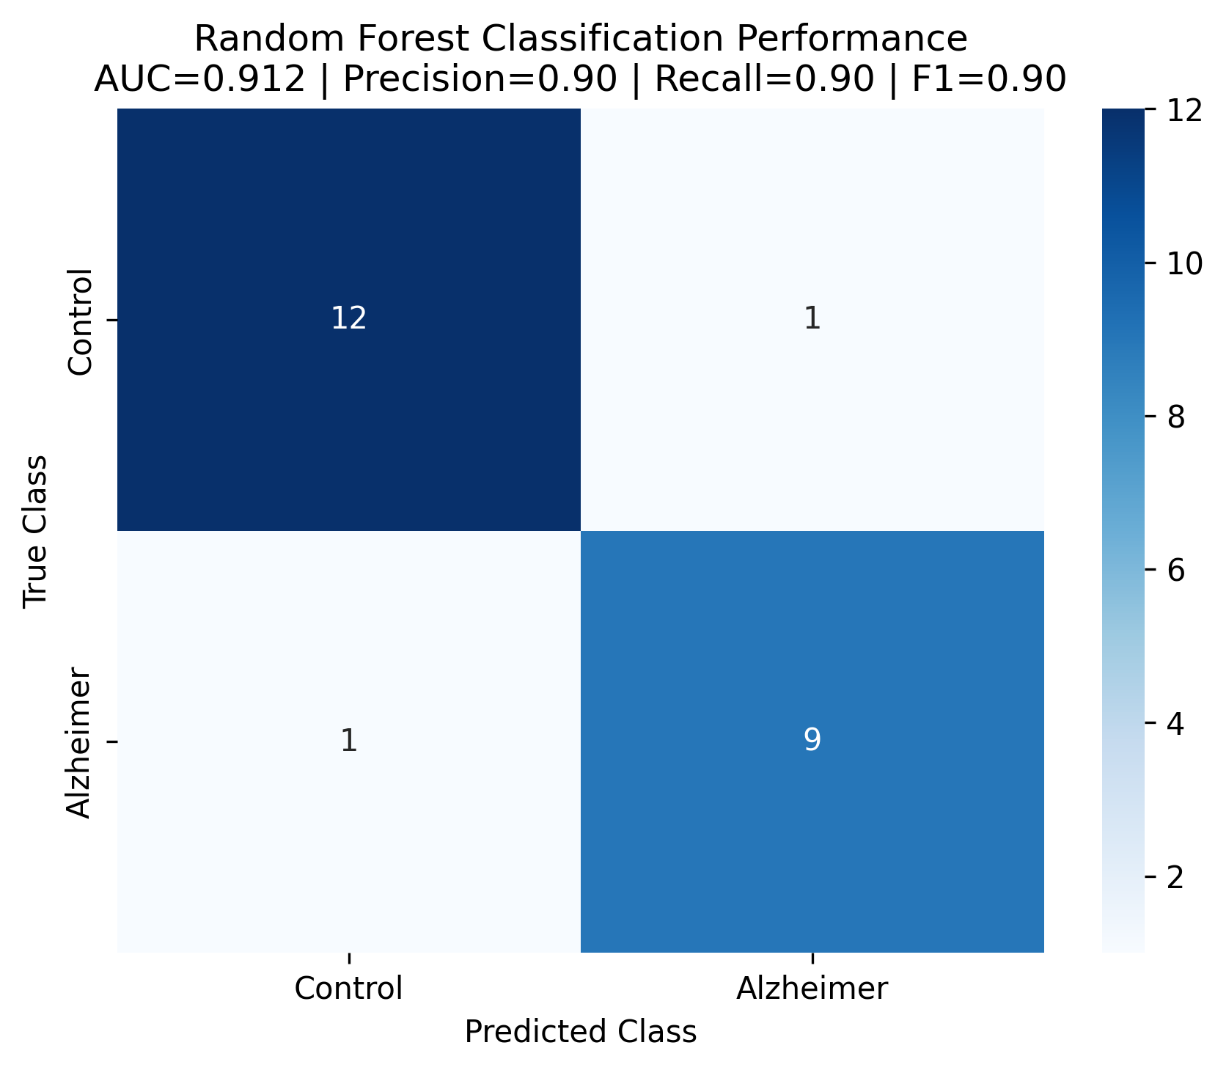 Random Forest Classification Performance
AUC=0.912 | Precision=0.90 | Recall=0.90 | F1=0.90
True Class
Control
Alzheimer
12
1
1
9
Control
Alzheimer
Predicted Class
12
10
8
6
4
2